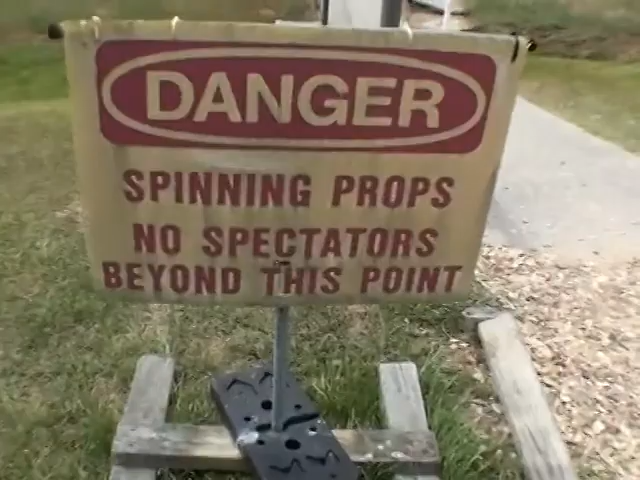 DANGER
SPINNING PROPS
NO SPECTATORS
BEYOND THIS POINT